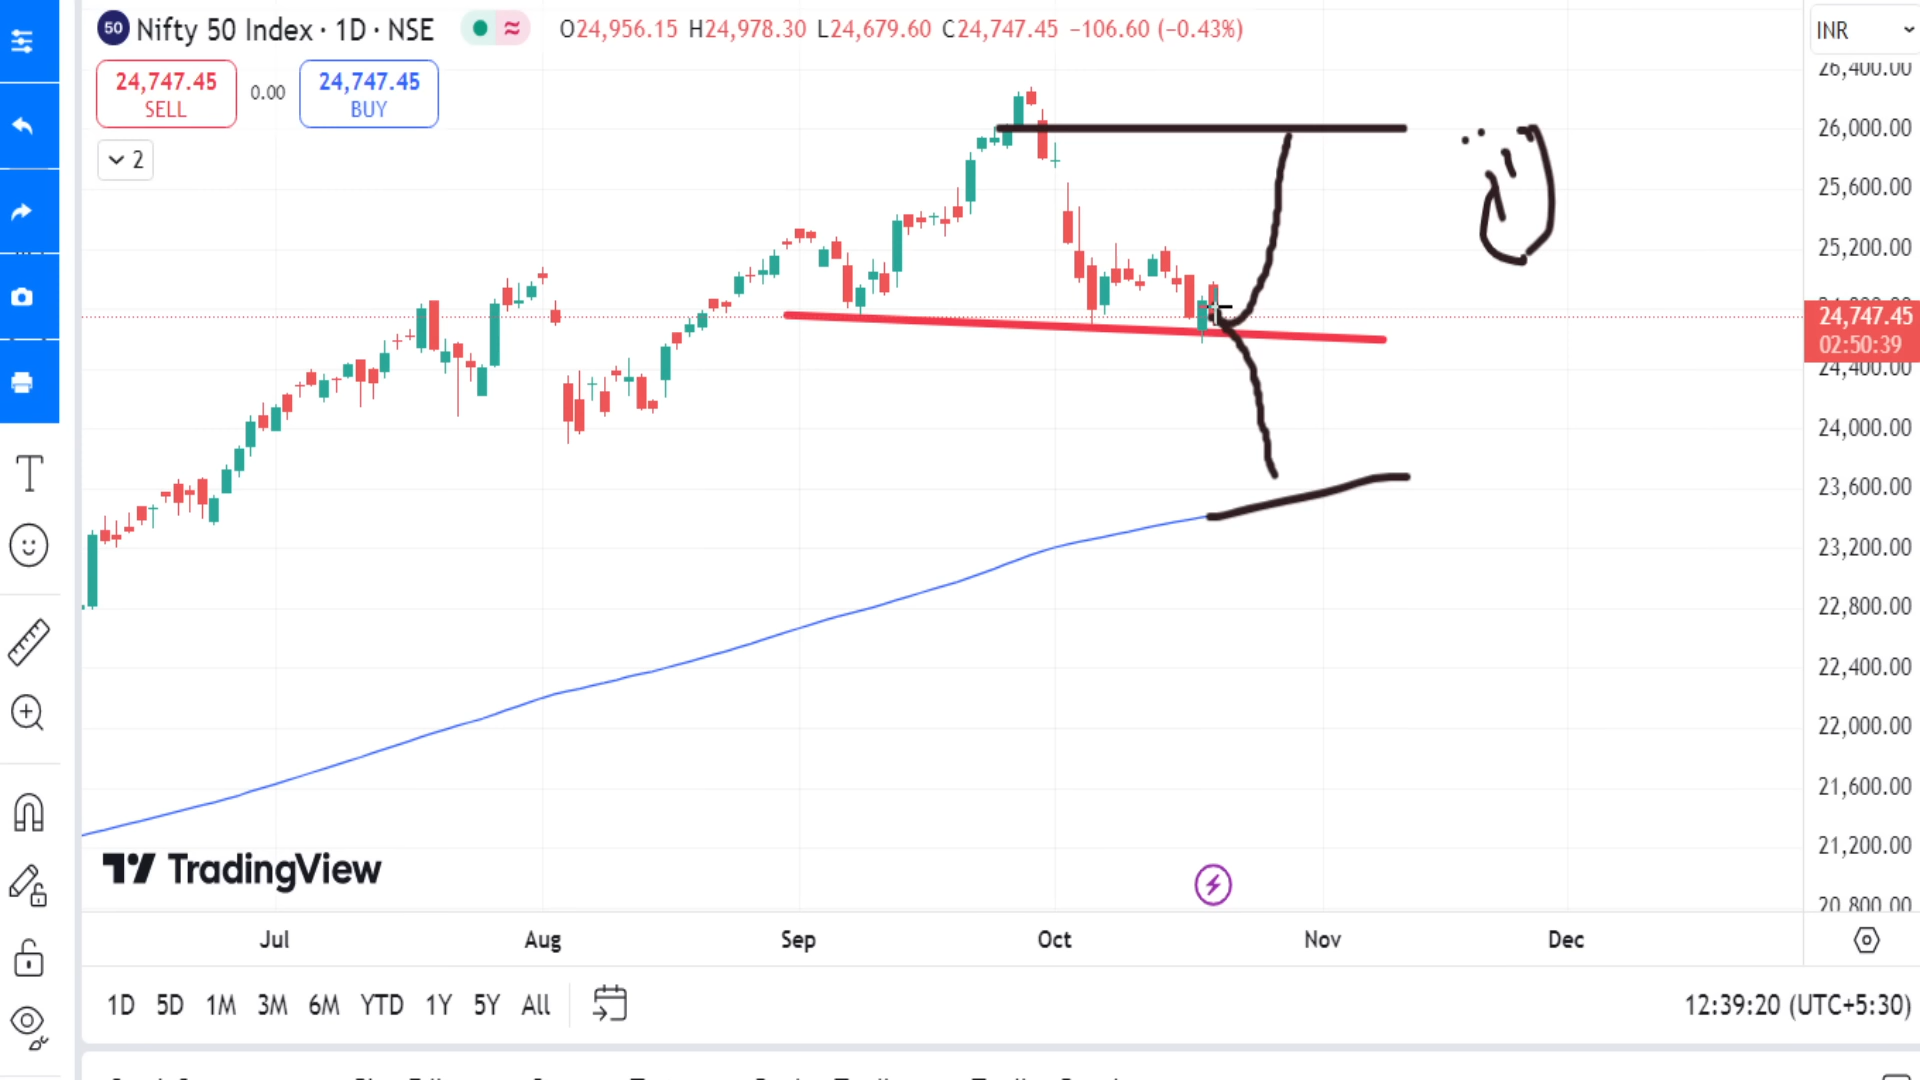 50 Nifty 50 Index · 1D · NSE ≈ O24,956.15 H24,978.30 L24,679.60 C24,747.45 −106.60 (−0.43%)
INR
24,747.45 SELL
0.00
24,747.45 BUY
2
26,400.00
26,000.00
25,600.00
25,200.00
24,747.45
02:50:39
24,400.00
24,000.00
23,600.00
23,200.00
22,800.00
22,400.00
22,000.00
21,600.00
21,200.00
20,800.00
TradingView
Jul Aug Sep Oct Nov Dec
1D 5D 1M 3M 6M YTD 1Y 5Y All
12:39:20 (UTC+5:30)